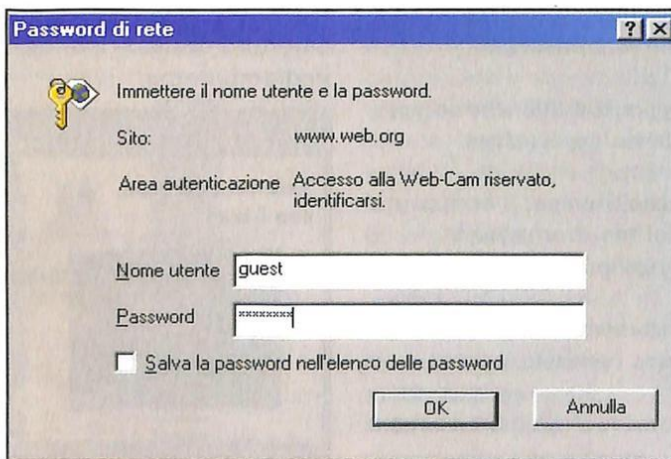 Password di rete
Immettere il nome utente e la password.
Sito: www.web.org
Area autenticazione Accesso alla Web-Cam riservato,
identificarsi.
Nome utente guest
Password xxxxxxxx
Salva la password nell'elenco delle password
OK Annulla